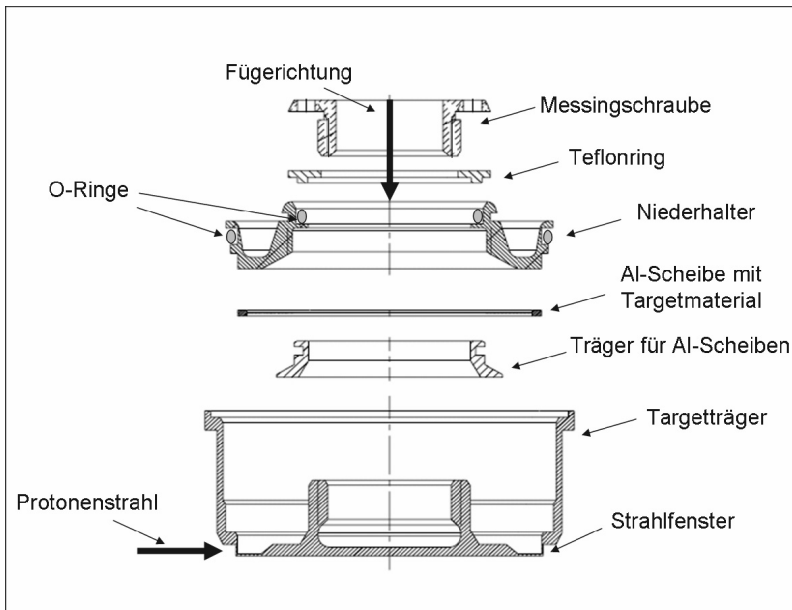 Fügerichtung
Messingschraube
Teflonring
O-Ringe
Niederhalter
Al-Scheibe mit
Targetmaterial
Träger für Al-Scheiben
Targetträger
Protonenstrahl
Strahlfenster